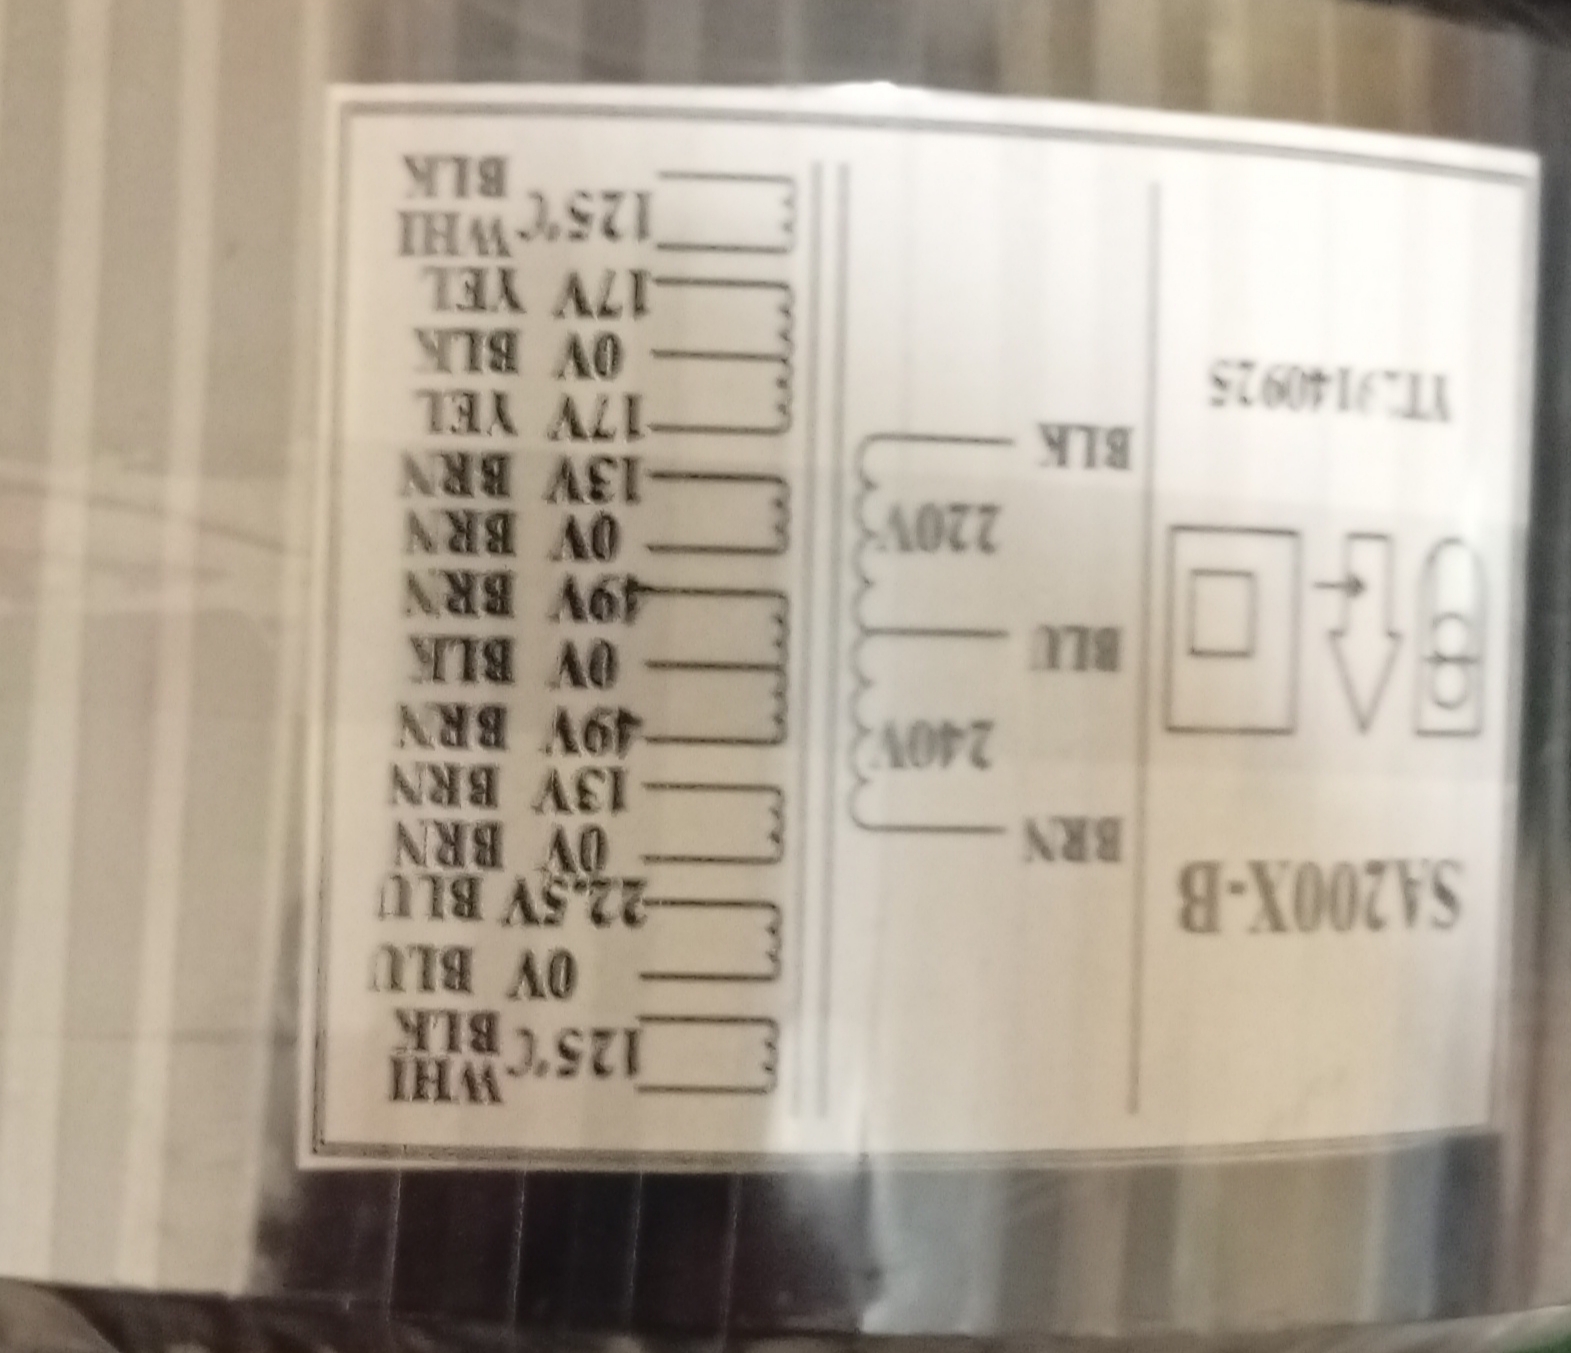 SA200X-B
BRN
240V
BLU
220V
BLK
WHI
125°C
BLK
0V BLU
22.5V BLU
0V BRN
13V BRN
49V BRN
0V BLK
49V BRN
0V BRN
13V BRN
17V YEL
0V BLK
17V YEL
WHI
125°C
BLK